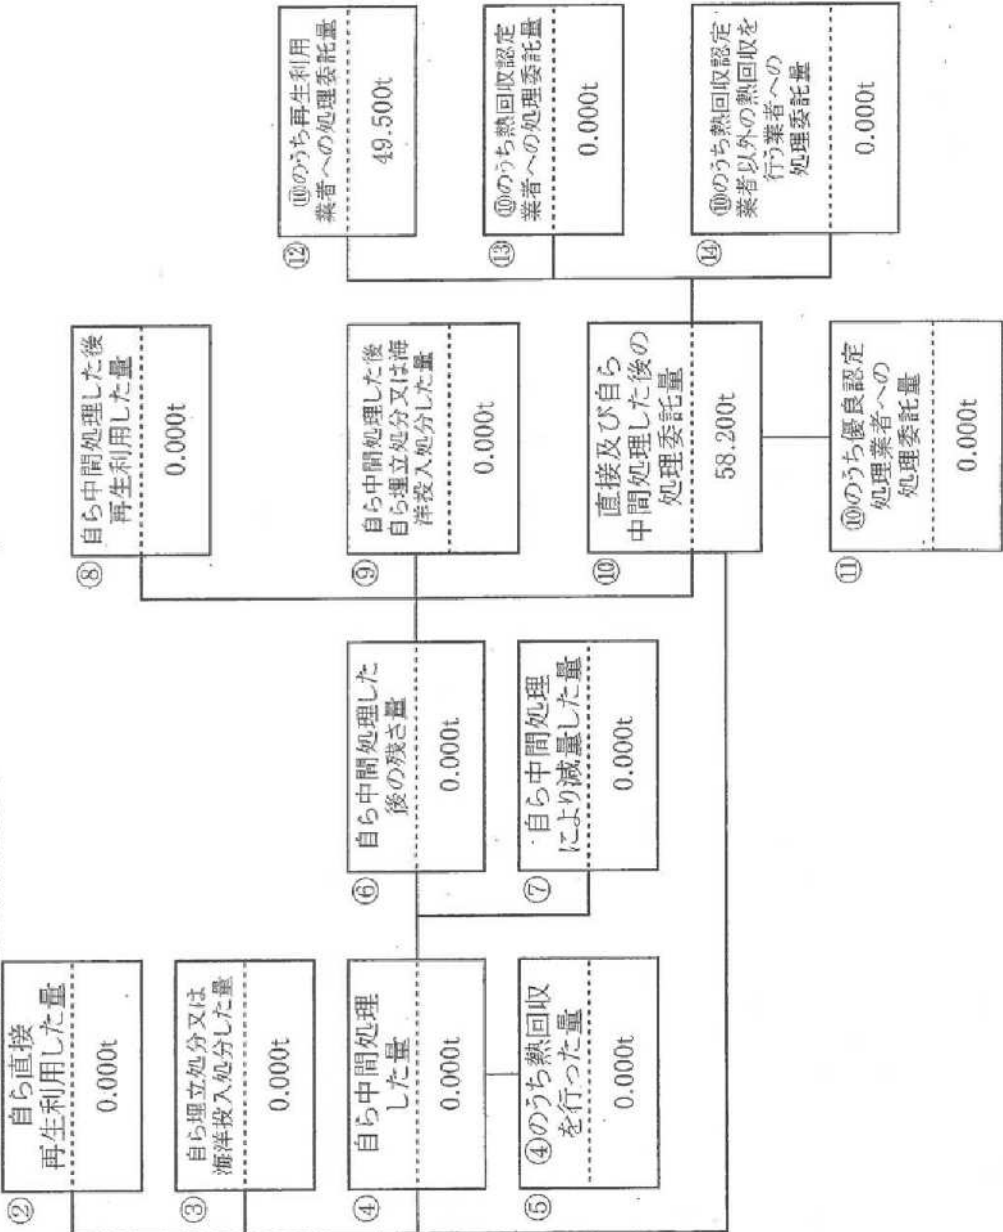 ②
自ら直接
再生利用した量
0.000t
③
自ら埋立処分又は
海洋投入処分した量
0.000t
④
自ら中間処理
した量
0.000t
⑤
④のうち熱回収
を行った量
0.000t
⑥
自ら中間処理した
後の残さ量
0.000t
⑦
自ら中間処理
により減量した量
0.000t
⑧
自ら中間処理した後
再生利用した量
0.000t
⑨
自ら中間処理した後
自ら埋立処分又は海
洋投入処分した量
0.000t
⑩
直接及び自ら
中間処理した後の
処理委託量
58.200t
⑪
⑩のうち優良認定
処理業者への
処理委託量
0.000t
⑫
⑩のうち再生利用
業者への処理委託量
49.500t
⑬
⑩のうち熱回収認定
業者への処理委託量
0.000t
⑭
⑩のうち熱回収認定
業者以外の熱回収を
行う業者への
処理委託量
0.000t